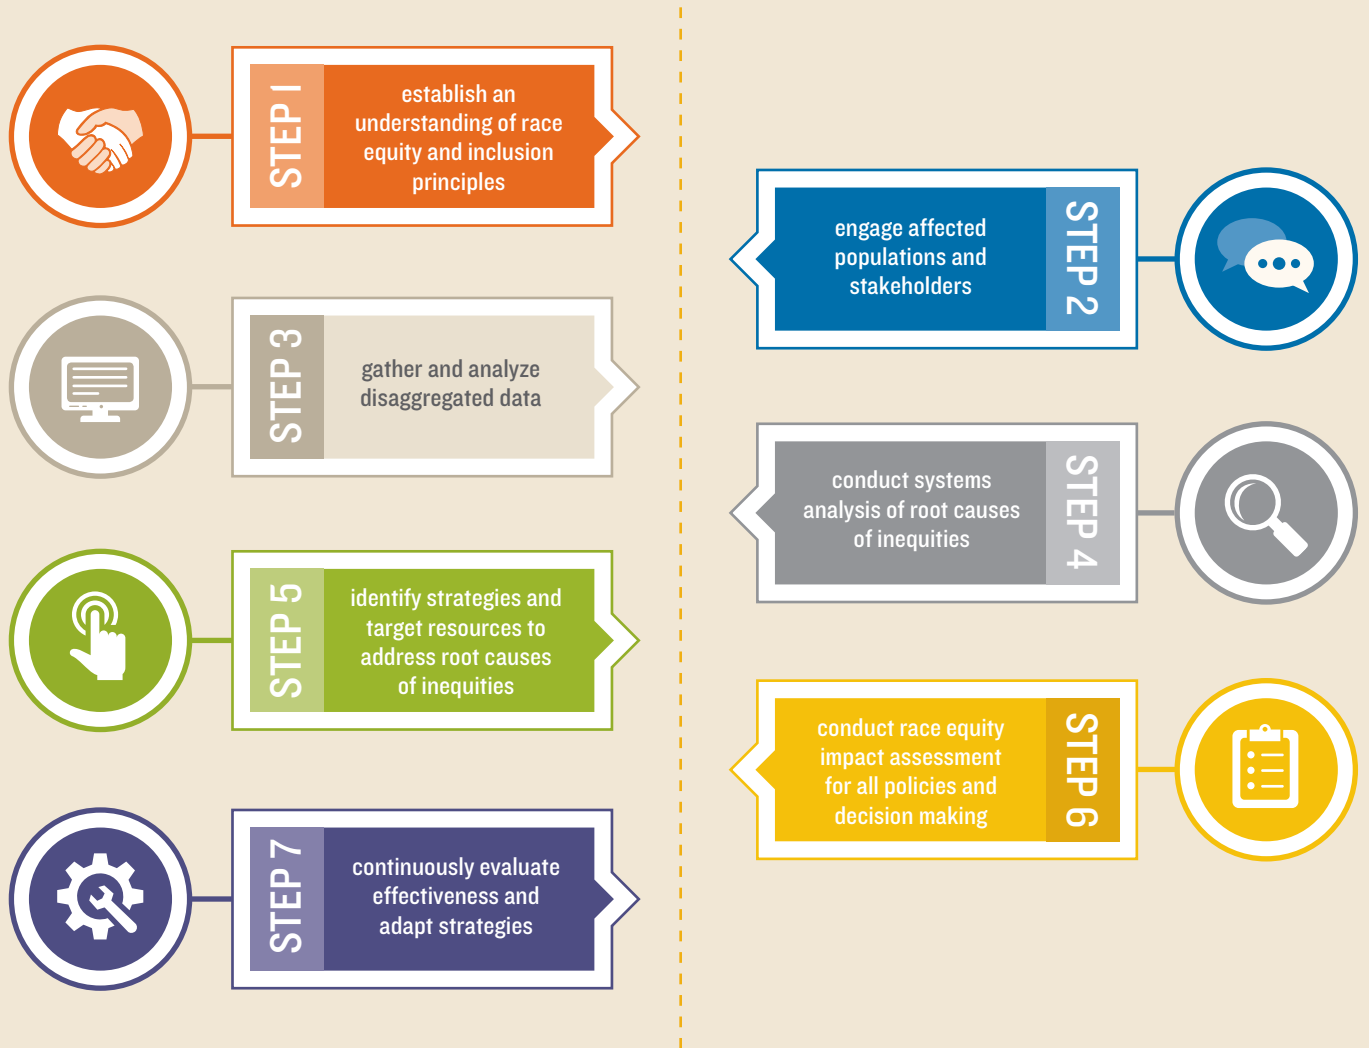 STEP 1
establish an
understanding of race
equity and inclusion
principles
STEP 2
engage affected
populations and
stakeholders
STEP 3
gather and analyze
disaggregated data
STEP 4
conduct systems
analysis of root causes
of inequities
STEP 5
identify strategies and
target resources to
address root causes
of inequities
STEP 6
conduct race equity
impact assessment
for all policies and
decision making
STEP 7
continuously evaluate
effectiveness and
adapt strategies